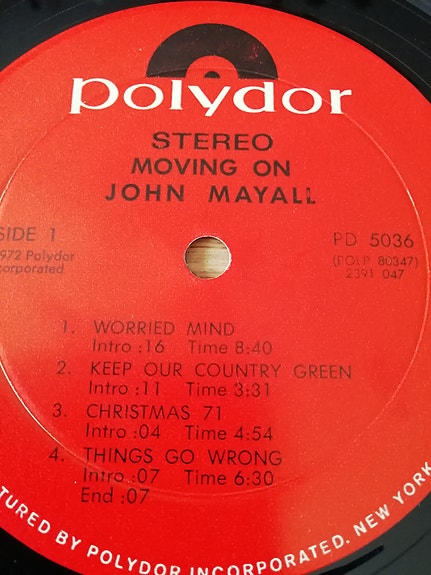 polydor
STEREO
MOVING ON
JOHN MAYALL
SIDE 1
1972 Polydor
Incorporated
PD 5036
(POLP 80347)
2391 047
1. WORRIED MIND
Intro :16 Time 8:40
2. KEEP OUR COUNTRY GREEN
Intro :11 Time 3:31
3. CHRISTMAS 71
Intro :04 Time 4:54
4. THINGS GO WRONG
Intro :07 Time 6:30
End :07
TURED BY POLYDOR INCORPORATED, NEW YORK